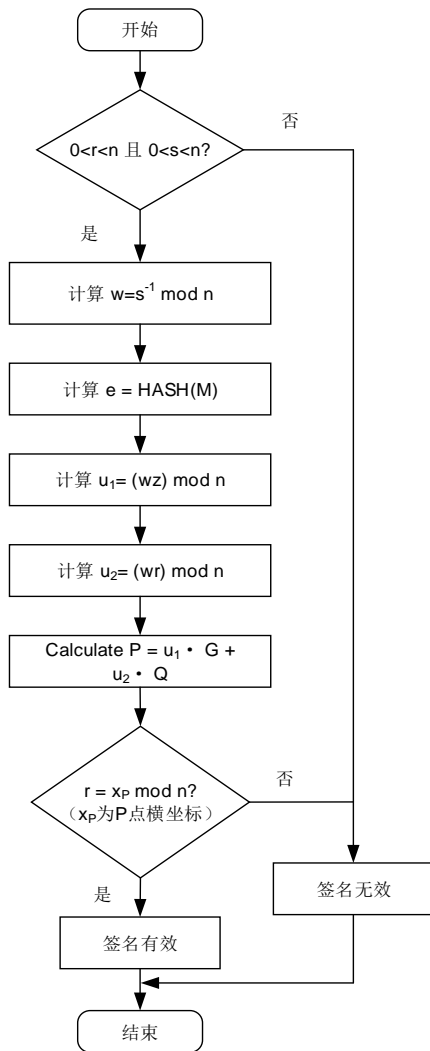 开始
否
0<r<n 且 0<s<n?
是
计算 w=s⁻¹ mod n
计算 e = HASH(M)
计算 u₁= (wz) mod n
计算 u₂= (wr) mod n
Calculate P = u₁ • G +
u₂ • Q
否
r = xₚ mod n?
（xₚ为P点横坐标）
签名无效
是
签名有效
结束